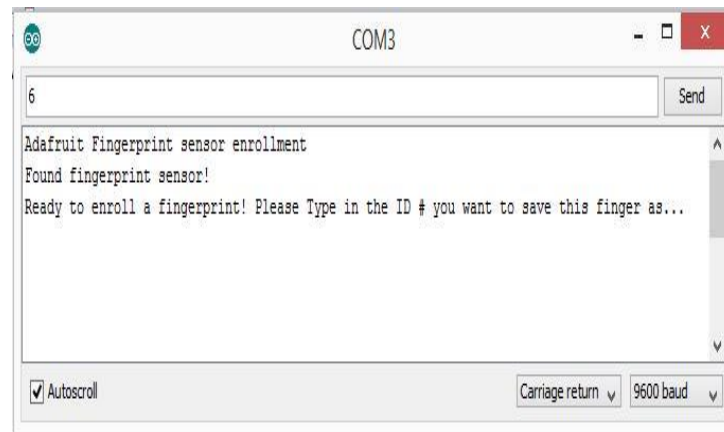 COM3
6
Send
Adafruit Fingerprint sensor enrollment
Found fingerprint sensor!
Ready to enroll a fingerprint! Please Type in the ID # you want to save this finger as...
Autoscroll
Carriage return
9600 baud